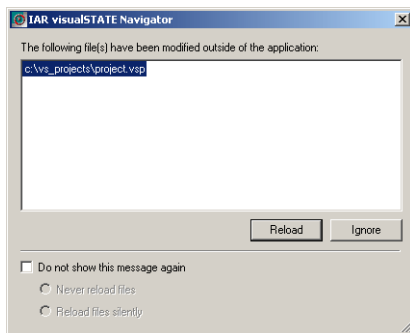 IAR visualSTATE Navigator
The following file(s) have been modified outside of the application:
c:\vs_projects\project.vsp
Reload Ignore
Do not show this message again
Never reload files
Reload files silently